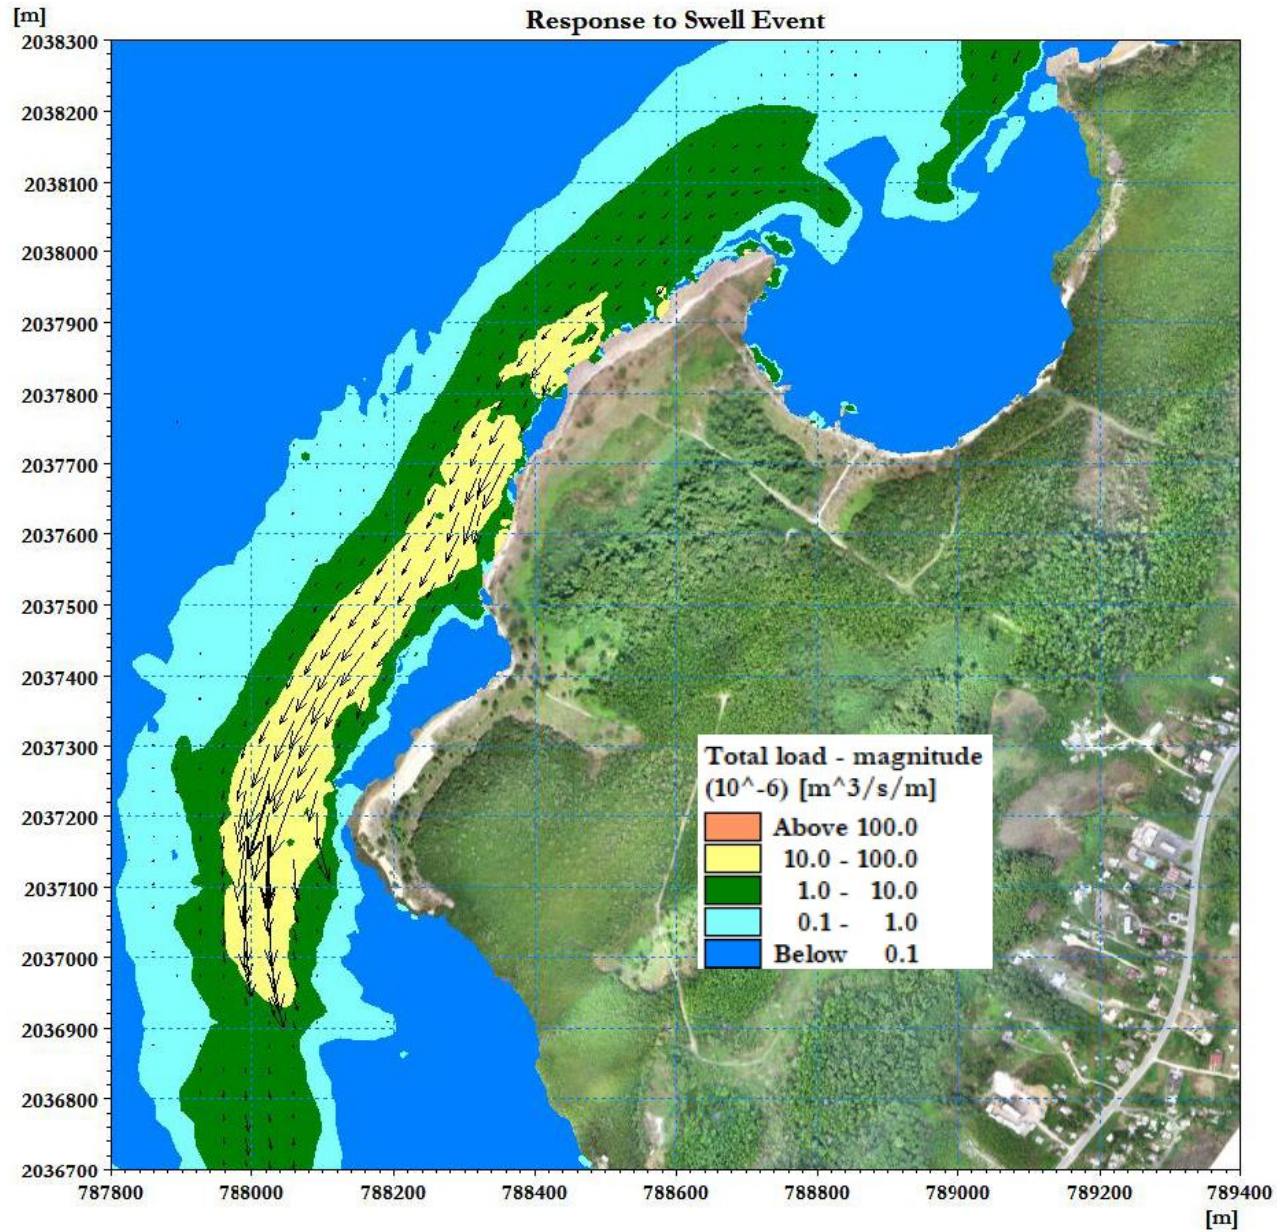 [m]
Response to Swell Event
2038300
2038200
2038100
2038000
2037900
2037800
2037700
2037600
2037500
2037400
2037300
2037200
2037100
2037000
2036900
2036800
2036700
Total load - magnitude
(10^-6) [m^3/s/m]
Above 100.0
10.0 - 100.0
1.0 - 10.0
0.1 - 1.0
Below 0.1
787800 788000 788200 788400 788600 788800 789000 789200 789400
[m]